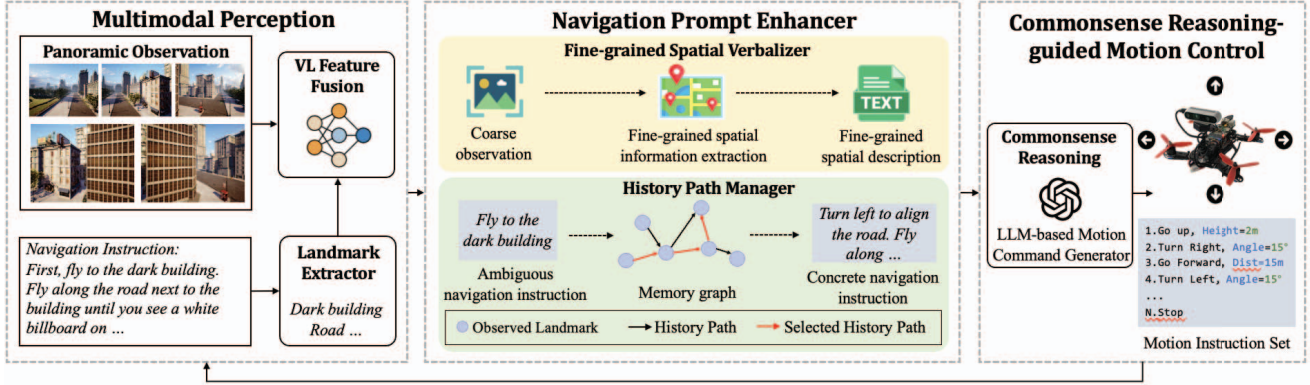 Multimodal Perception
Panoramic Observation
VL Feature
Fusion
Navigation Instruction:
First, fly to the dark building.
Fly along the road next to the
building until you see a white
billboard on ...
Landmark
Extractor
Dark building
Road ...
Navigation Prompt Enhancer
Fine-grained Spatial Verbalizer
Coarse
observation
Fine-grained spatial
information extraction
TEXT
Fine-grained
spatial description
History Path Manager
Fly to the
dark building
Ambiguous
navigation instruction
Memory graph
Turn left to align
the road. Fly
along ...
Concrete navigation
instruction
Observed Landmark
History Path
Selected History Path
Commonsense Reasoning-
guided Motion Control
Commonsense
Reasoning
LLM-based Motion
Command Generator
1.Go up, Height=2m
2.Turn Right, Angle=15°
3.Go Forward, Dist=15m
4.Turn Left, Angle=15°
...
N.Stop
Motion Instruction Set